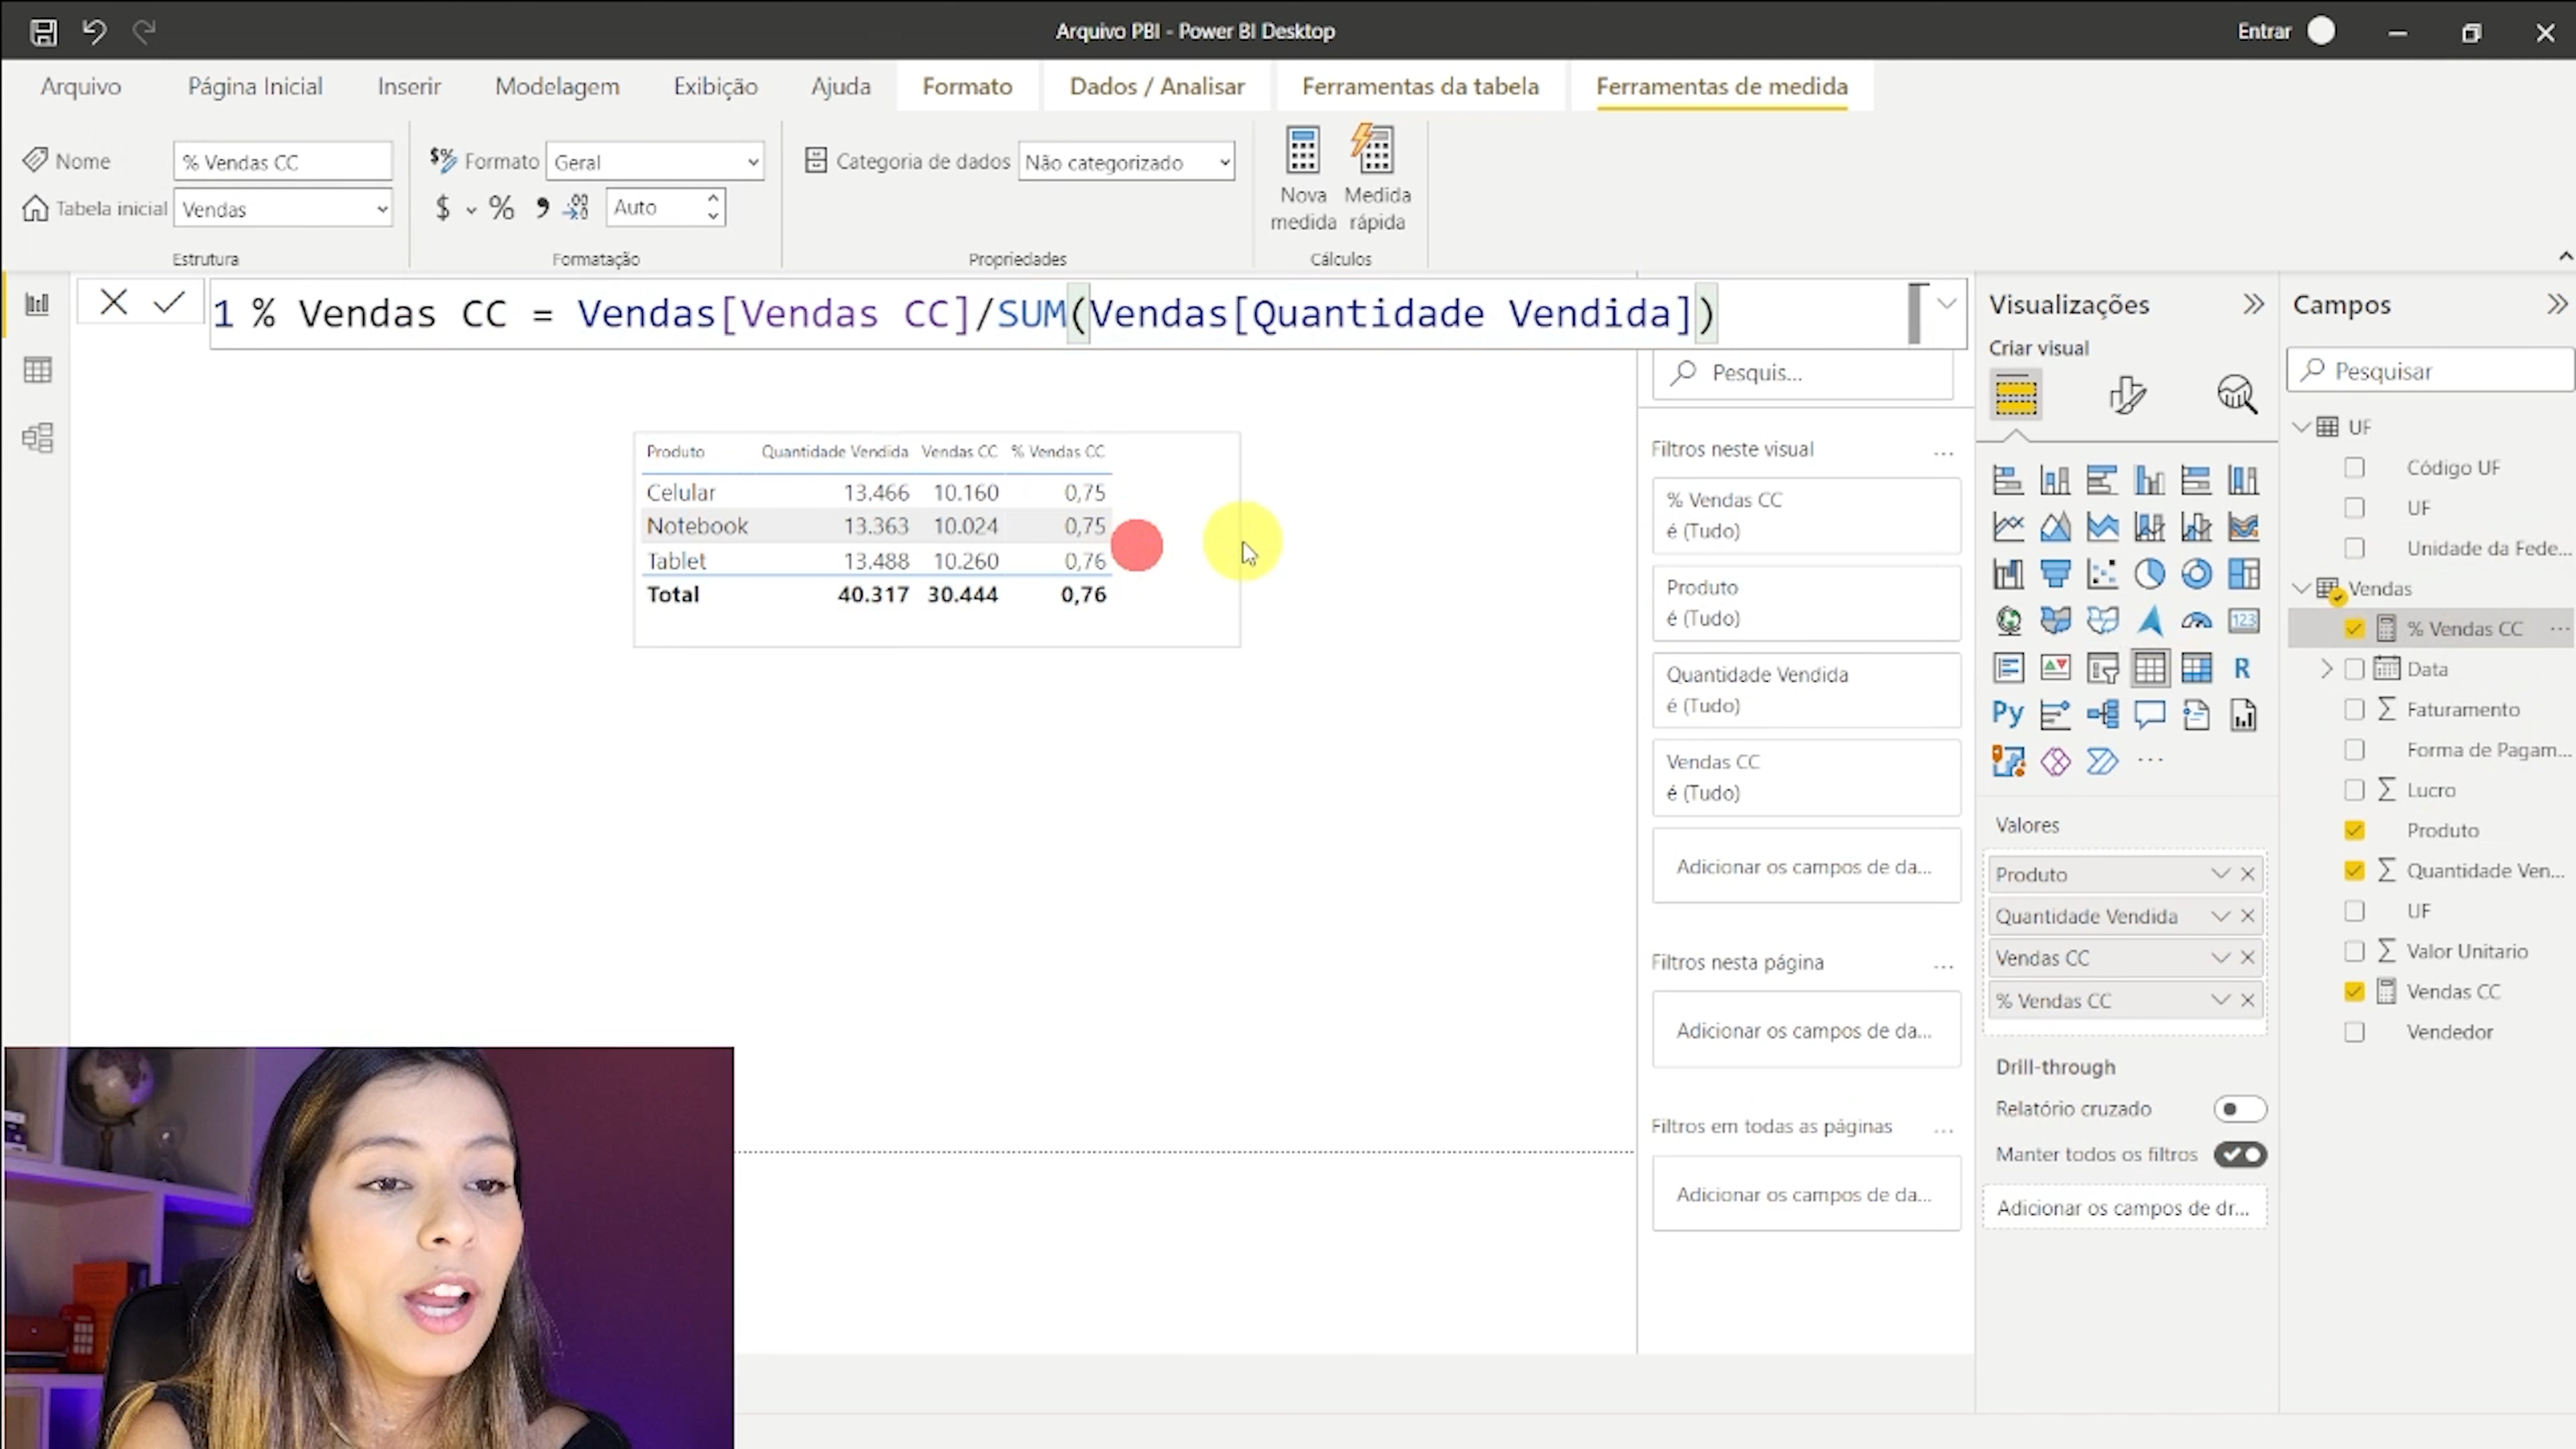 Arquivo PBI - Power BI Desktop
Entrar
Arquivo
Página Inicial
Inserir
Modelagem
Exibição
Ajuda
Formato
Dados / Analisar
Ferramentas da tabela
Ferramentas de medida
Nome
% Vendas CC
Tabela inicial
Vendas
Estrutura
$% Formato
Geral
$ % , .00
Auto
Formatação
Categoria de dados
Não categorizado
Propriedades
Nova
medida
Medida
rápida
Cálculos
1 % Vendas CC = Vendas[Vendas CC]/SUM(Vendas[Quantidade Vendida])
Produto Quantidade Vendida Vendas CC % Vendas CC
Celular 13.466 10.160 0,75
Notebook 13.363 10.024 0,75
Tablet 13.488 10.260 0,76
Total 40.317 30.444 0,76
Pesquis...
Filtros neste visual ...
% Vendas CC
é (Tudo)
Produto
é (Tudo)
Quantidade Vendida
é (Tudo)
Vendas CC
é (Tudo)
Adicionar os campos de da...
Filtros nesta página ...
Adicionar os campos de da...
Filtros em todas as páginas ...
Adicionar os campos de da...
Visualizações
Criar visual
123
R
Py
...
Valores
Produto
Quantidade Vendida
Vendas CC
% Vendas CC
Drill-through
Relatório cruzado
Manter todos os filtros
Adicionar os campos de dr...
Campos
Pesquisar
UF
Código UF
UF
Unidade da Fede...
Vendas
% Vendas CC ...
Data
Faturamento
Forma de Pagam...
Lucro
Produto
Quantidade Ven...
UF
Valor Unitario
Vendas CC
Vendedor